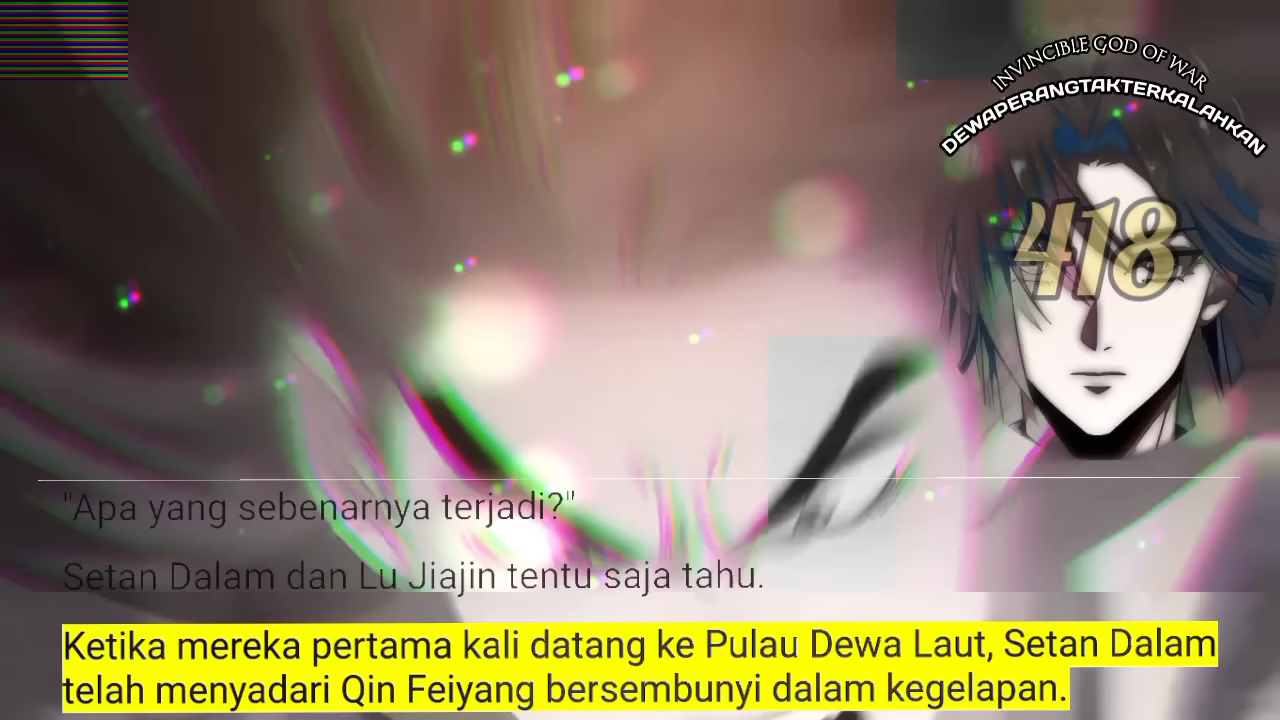 INVINCIBLE GOD OF WAR
DEWAPERANGTAKTERKALAHKAN
418
"Apa yang sebenarnya terjadi?"
Setan Dalam dan Lu Jiajin tentu saja tahu.
Ketika mereka pertama kali datang ke Pulau Dewa Laut, Setan Dalam
telah menyadari Qin Feiyang bersembunyi dalam kegelapan.